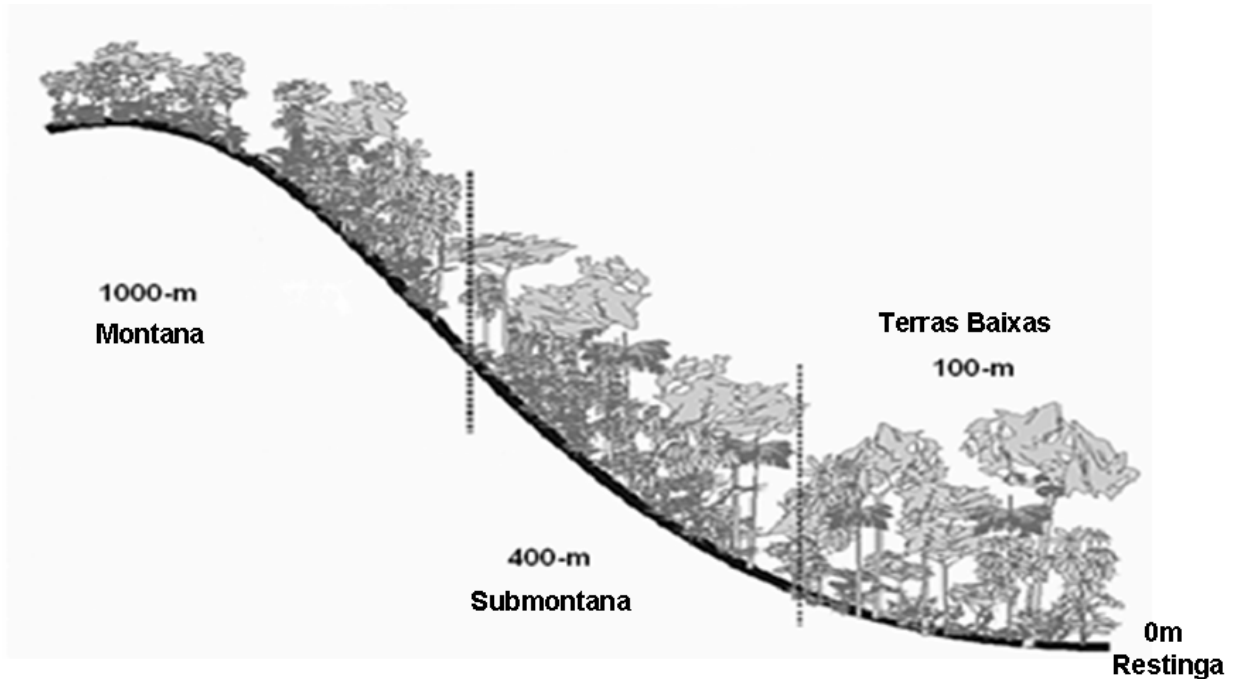 1000-m
Montana
400-m
Submontana
Terras Baixas
100-m
0m
Restinga